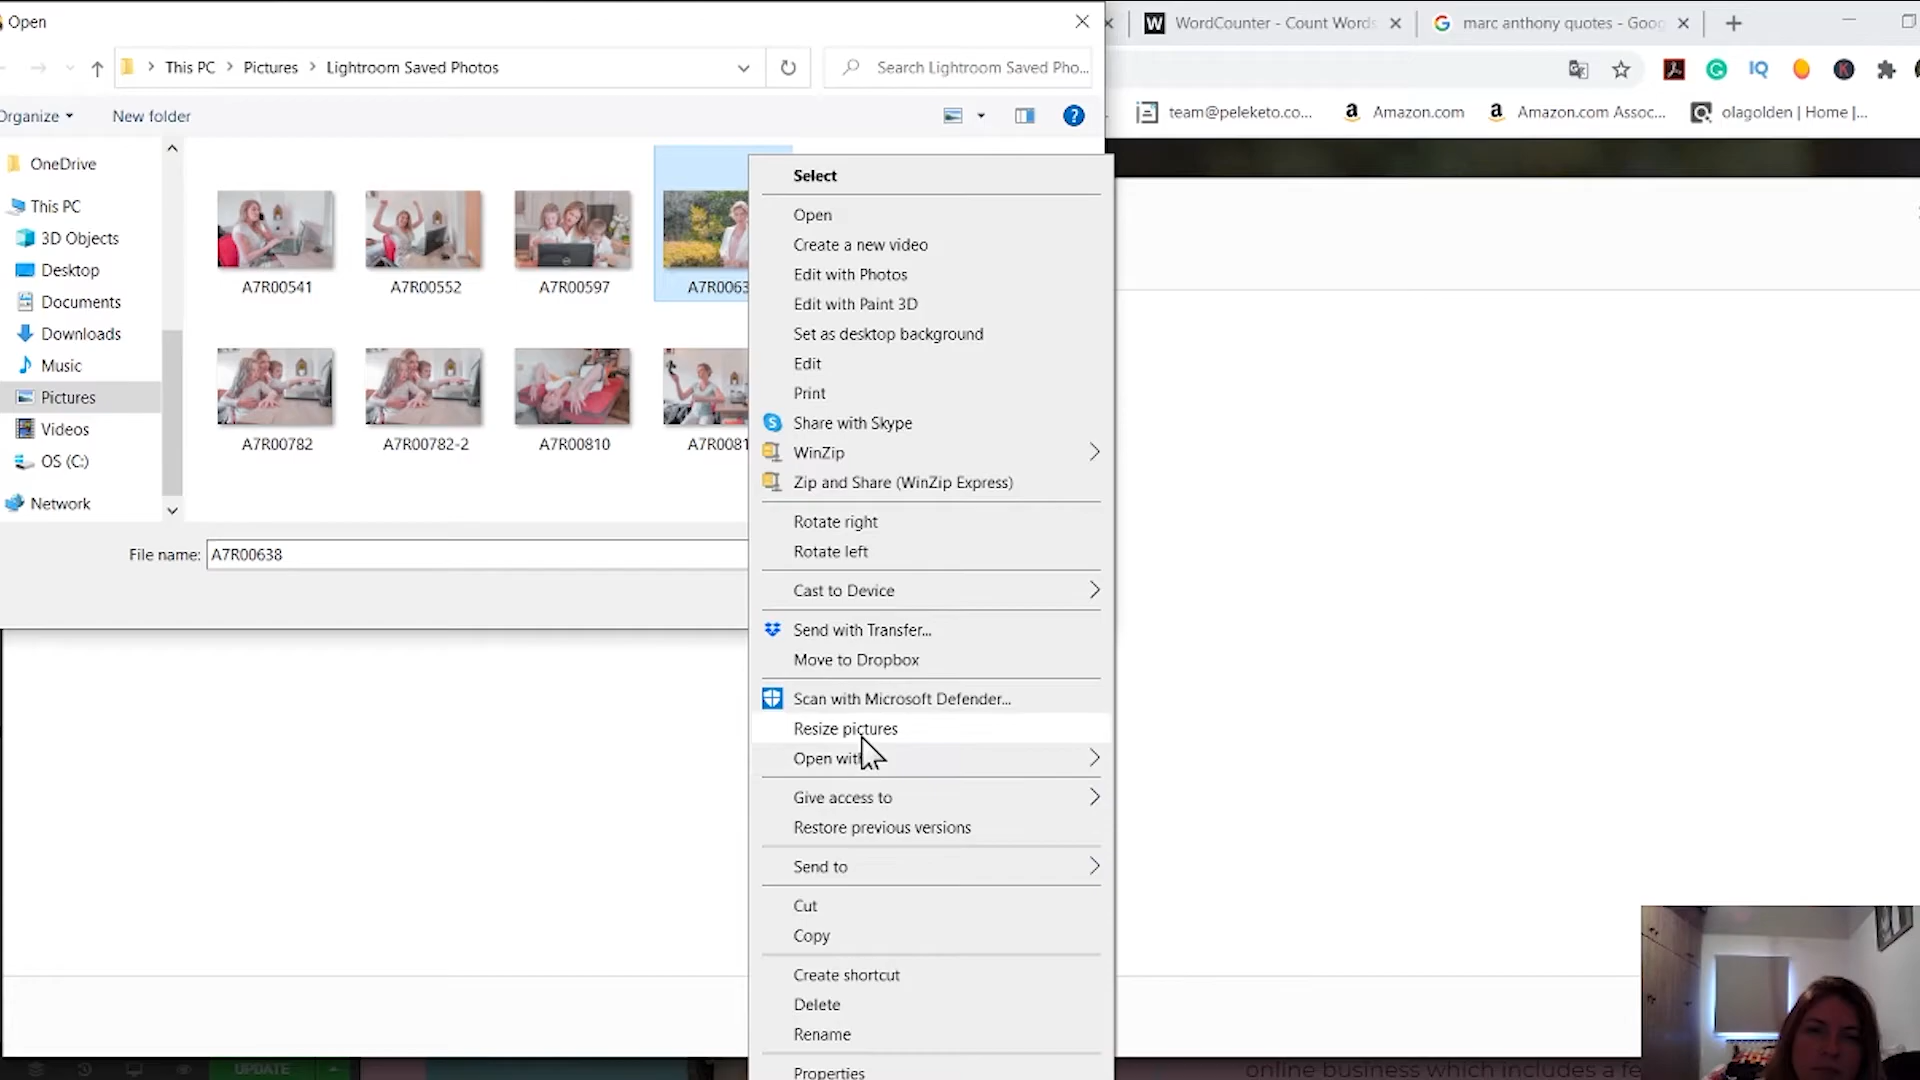 Open
WordCounter - Count Words
marc anthony quotes - Goog
This PC
Pictures
Lightroom Saved Photos
Search Lightroom Saved Pho...
Organize
New folder
team@peleketo.co...
Amazon.com
Amazon.com Assoc...
olagolden | Home |...
OneDrive
This PC
3D Objects
Desktop
Documents
Downloads
Music
Pictures
Videos
OS (C:)
Network
A7R00541
A7R00552
A7R00597
A7R0063
A7R00782
A7R00782-2
A7R00810
A7R0081
File name:
A7R00638
Select
Open
Create a new video
Edit with Photos
Edit with Paint 3D
Set as desktop background
Edit
Print
Share with Skype
WinZip
Zip and Share (WinZip Express)
Rotate right
Rotate left
Cast to Device
Send with Transfer...
Move to Dropbox
Scan with Microsoft Defender...
Resize pictures
Open with
Give access to
Restore previous versions
Send to
Cut
Copy
Create shortcut
Delete
Rename
Properties
UPDATE
online business which includes a fe